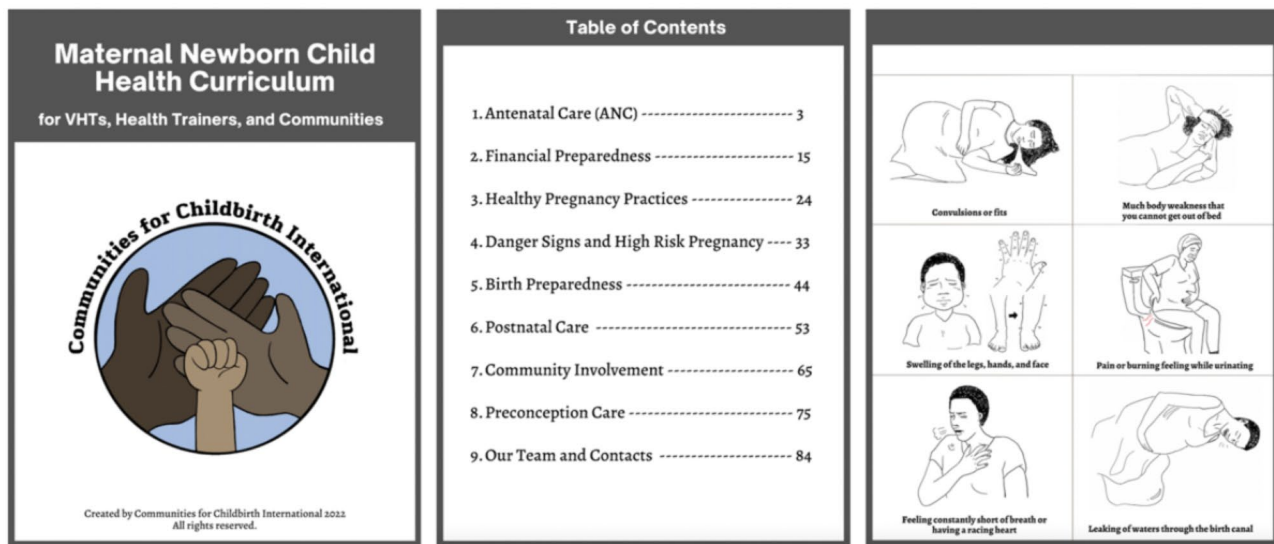 Maternal Newborn Child
Health Curriculum
for VHTs, Health Trainers, and Communities
Communities for Childbirth International
Created by Communities for Childbirth International 2022
All rights reserved.
Table of Contents
1. Antenatal Care (ANC) ------------------- 3
2. Financial Preparedness ----------------- 15
3. Healthy Pregnancy Practices ------------- 24
4. Danger Signs and High Risk Pregnancy ---- 33
5. Birth Preparedness --------------------- 44
6. Postnatal Care ------------------------- 53
7. Community Involvement ---------------- 65
8. Preconception Care -------------------- 75
9. Our Team and Contacts ----------------- 84
Convulsions or fits
Much body weakness that
you cannot get out of bed
Swelling of the legs, hands, and face
Pain or burning feeling while urinating
Feeling constantly short of breath or
having a racing heart
Leaking of waters through the birth canal